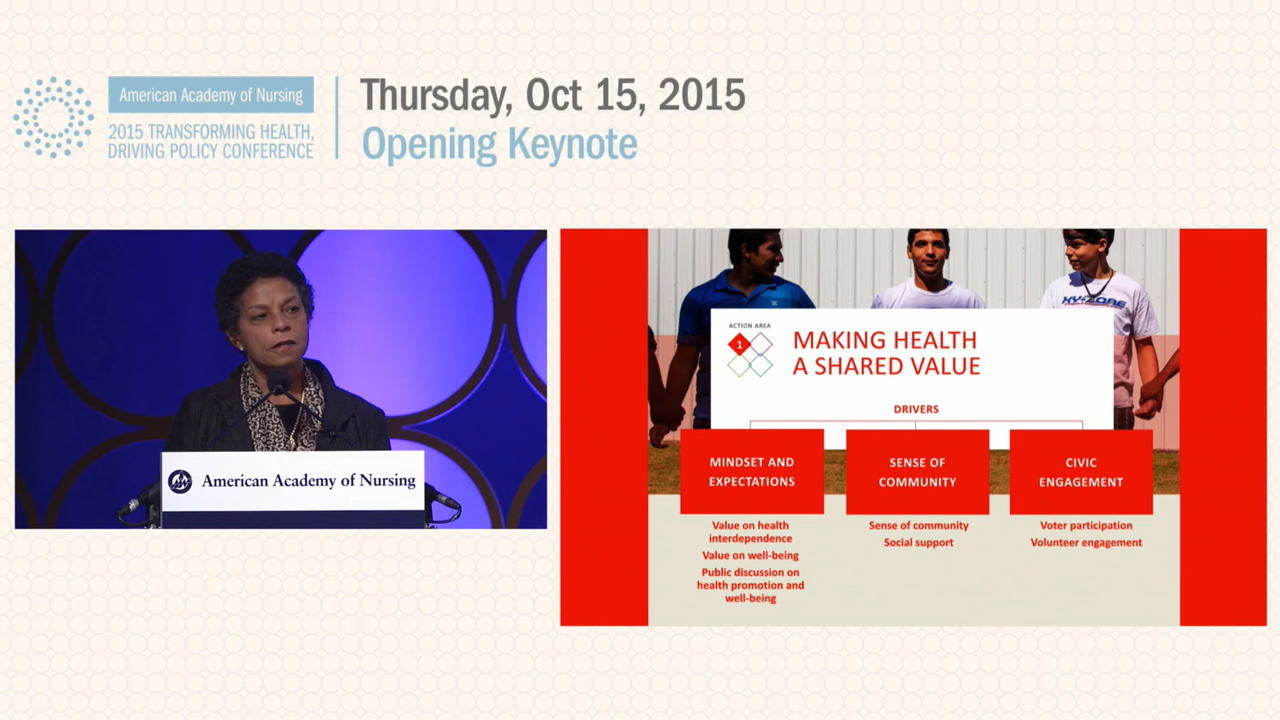 American Academy of Nursing
2015 TRANSFORMING HEALTH,
DRIVING POLICY CONFERENCE
Thursday, Oct 15, 2015
Opening Keynote
American Academy of Nursing
ACTION AREA
1
MAKING HEALTH
A SHARED VALUE
DRIVERS
MINDSET AND
EXPECTATIONS
Value on health
interdependence
Value on well-being
Public discussion on
health promotion and
well-being
SENSE OF
COMMUNITY
Sense of community
Social support
CIVIC
ENGAGEMENT
Voter participation
Volunteer engagement